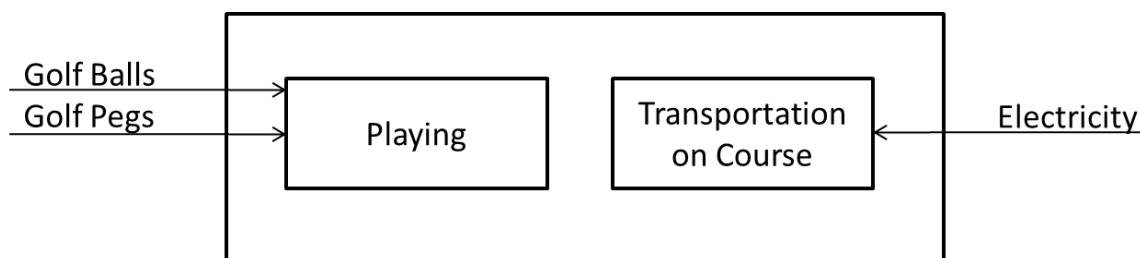 Golf Balls
Golf Pegs
Playing
Transportation
on Course
Electricity